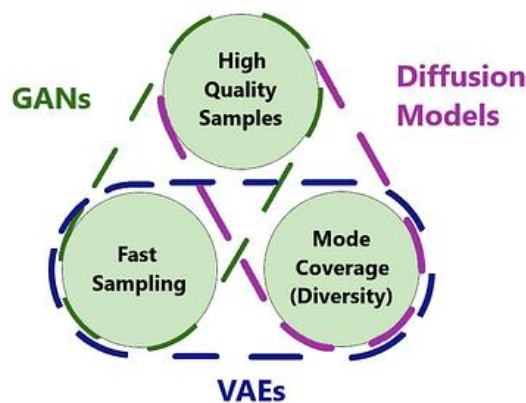 High
Quality
Samples
GANs
Diffusion
Models
Fast
Sampling
Mode
Coverage
(Diversity)
VAEs